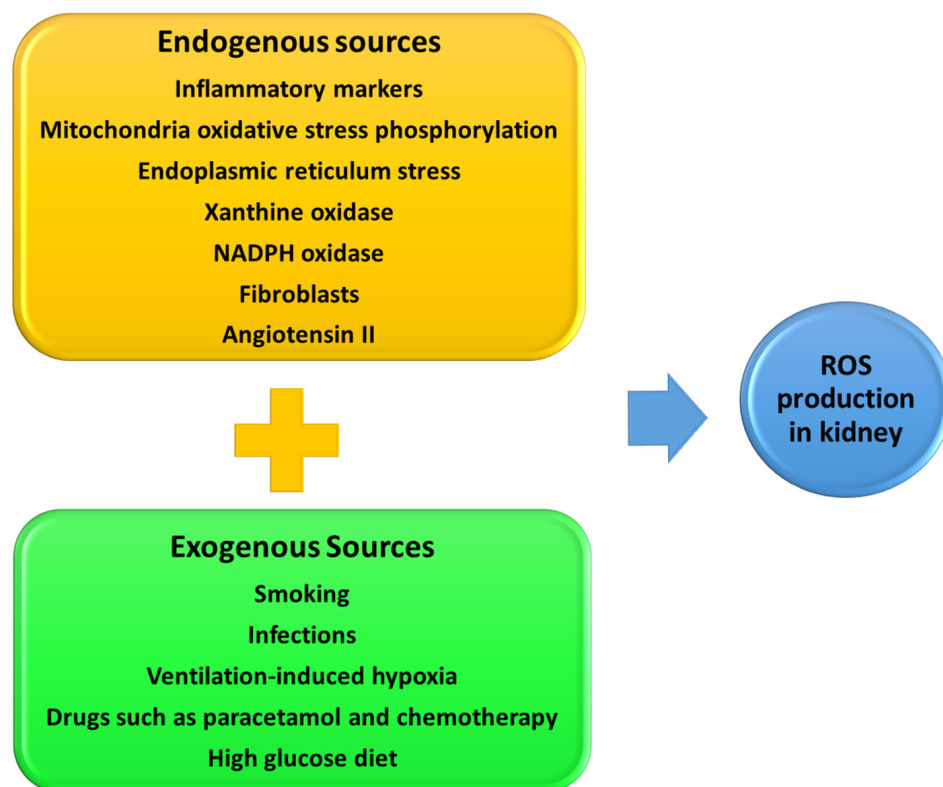 Endogenous sources
Inflammatory markers
Mitochondria oxidative stress phosphorylation
Endoplasmic reticulum stress
Xanthine oxidase
NADPH oxidase
Fibroblasts
Angiotensin II
Exogenous Sources
Smoking
Infections
Ventilation-induced hypoxia
Drugs such as paracetamol and chemotherapy
High glucose diet
ROS
production
in kidney